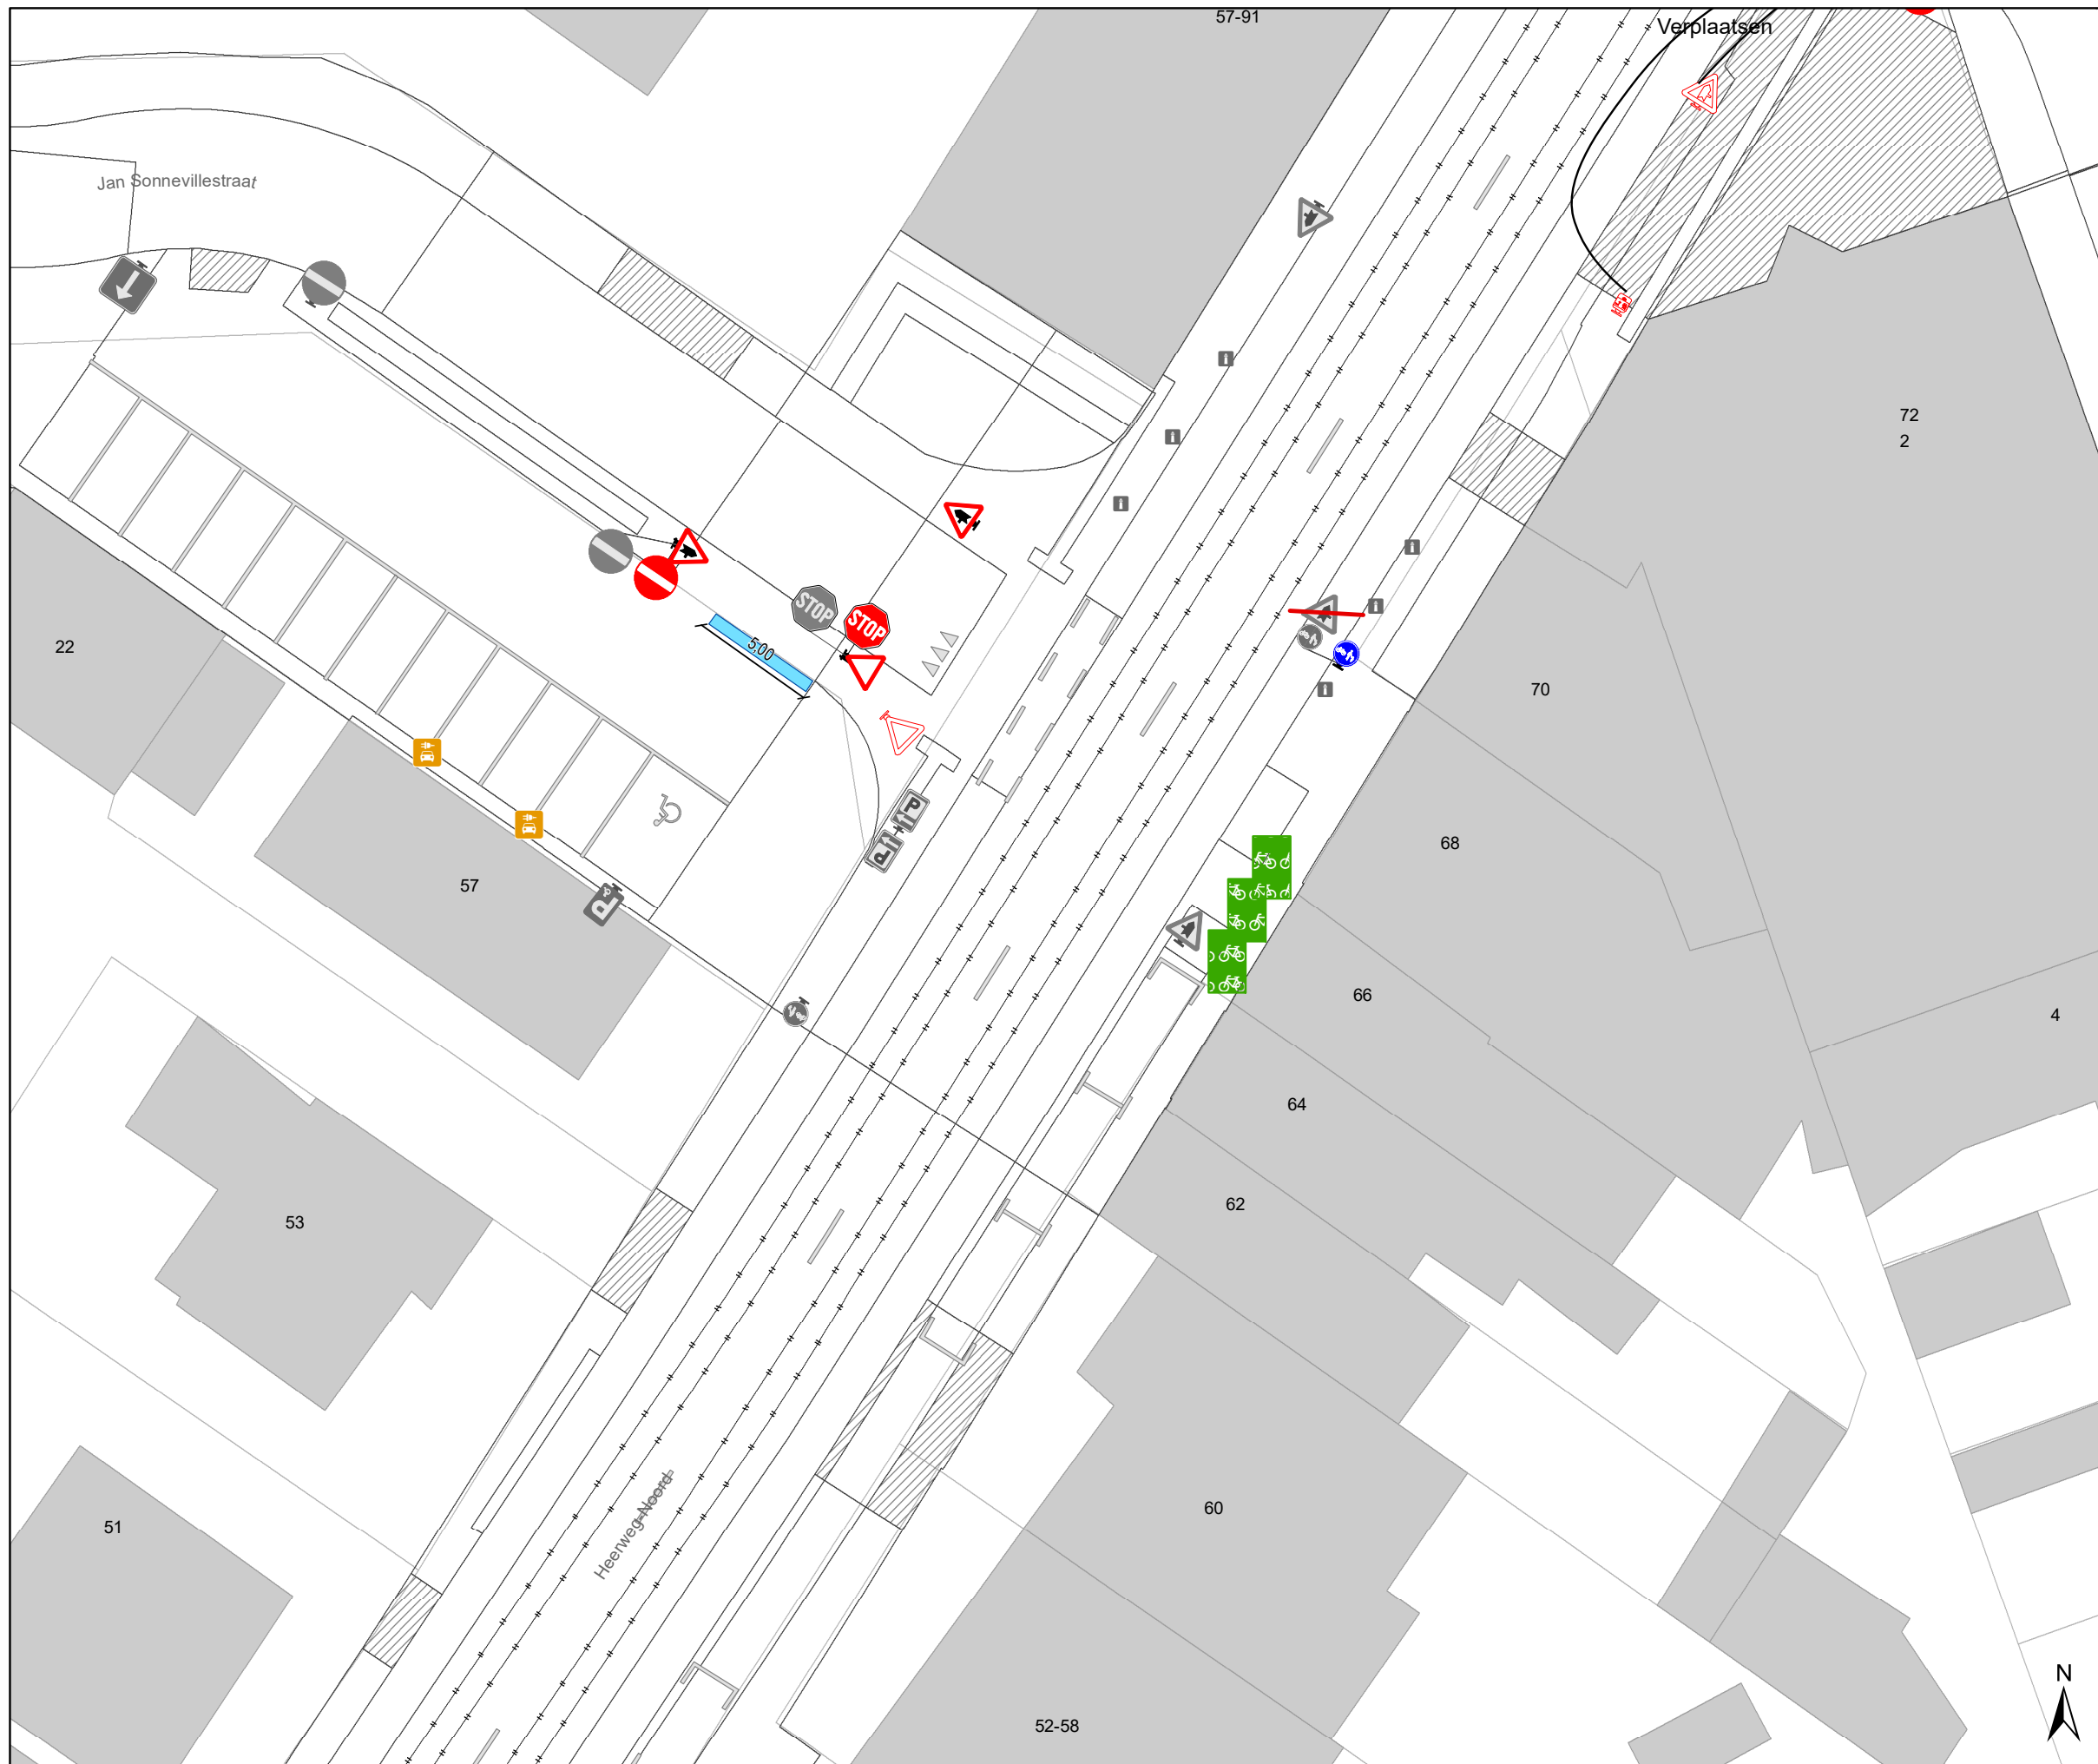 57-91
Verplaatsen
Jan Sonnevillestraat
72
2
STOP
STOP
5.00
22
70
68
P
P
57
P
66
4
64
62
53
60
Heerweg-Noord
51
52-58
N